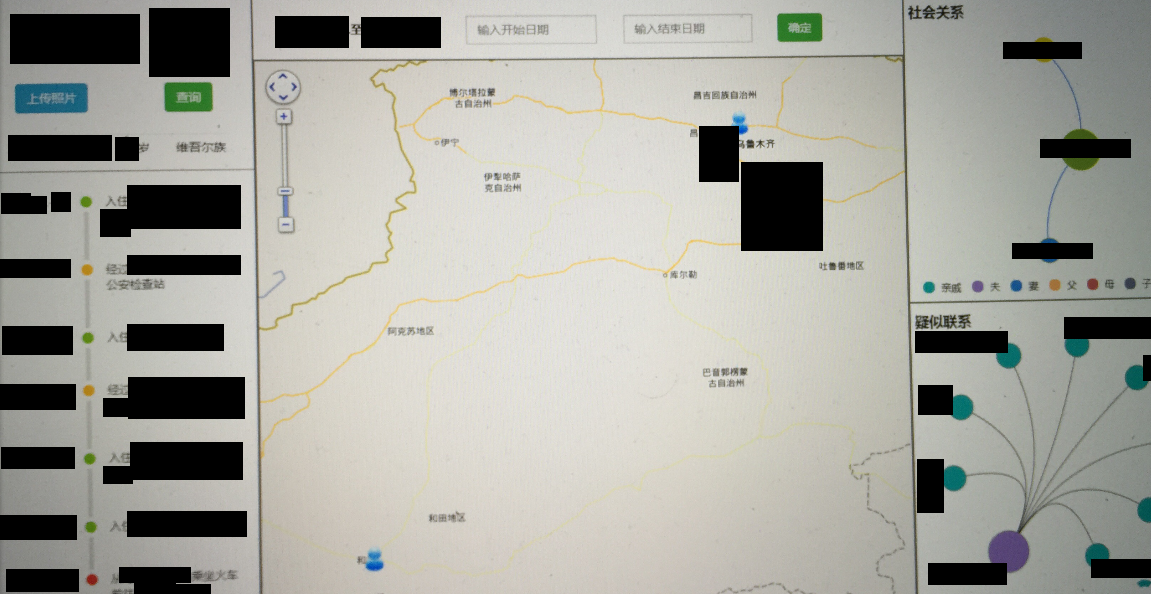 至
输入开始日期
输入结束日期
确定
上传照片
查询
岁
维吾尔族
入住
经过
公安检查站
入住
经过
入住
入住
乘坐火车
博尔塔拉蒙
古自治州
昌吉回族自治州
昌
乌鲁木齐
伊宁
伊犁哈萨
克自治州
吐鲁番地区
库尔勒
阿克苏地区
巴音郭楞蒙
古自治州
和田地区
和
社会关系
亲戚
夫
妻
父
母
子
疑似联系